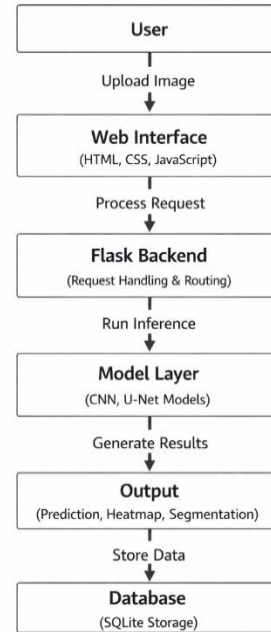 User
Upload Image
Web Interface
(HTML, CSS, JavaScript)
Process Request
Flask Backend
(Request Handling & Routing)
Run Inference
Model Layer
(CNN, U-Net Models)
Generate Results
Output
(Prediction, Heatmap, Segmentation)
Store Data
Database
(SQLite Storage)